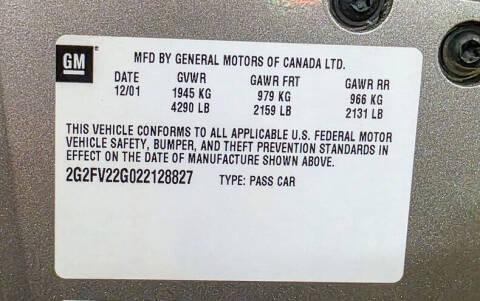 GM
MFD BY GENERAL MOTORS OF CANADA LTD.
DATE GVWR GAWR FRT GAWR RR
12/01 1945 KG 979 KG 966 KG
4290 LB 2159 LB 2131 LB
THIS VEHICLE CONFORMS TO ALL APPLICABLE U.S. FEDERAL MOTOR
VEHICLE SAFETY, BUMPER, AND THEFT PREVENTION STANDARDS IN
EFFECT ON THE DATE OF MANUFACTURE SHOWN ABOVE.
2G2FV22G022128827 TYPE: PASS CAR